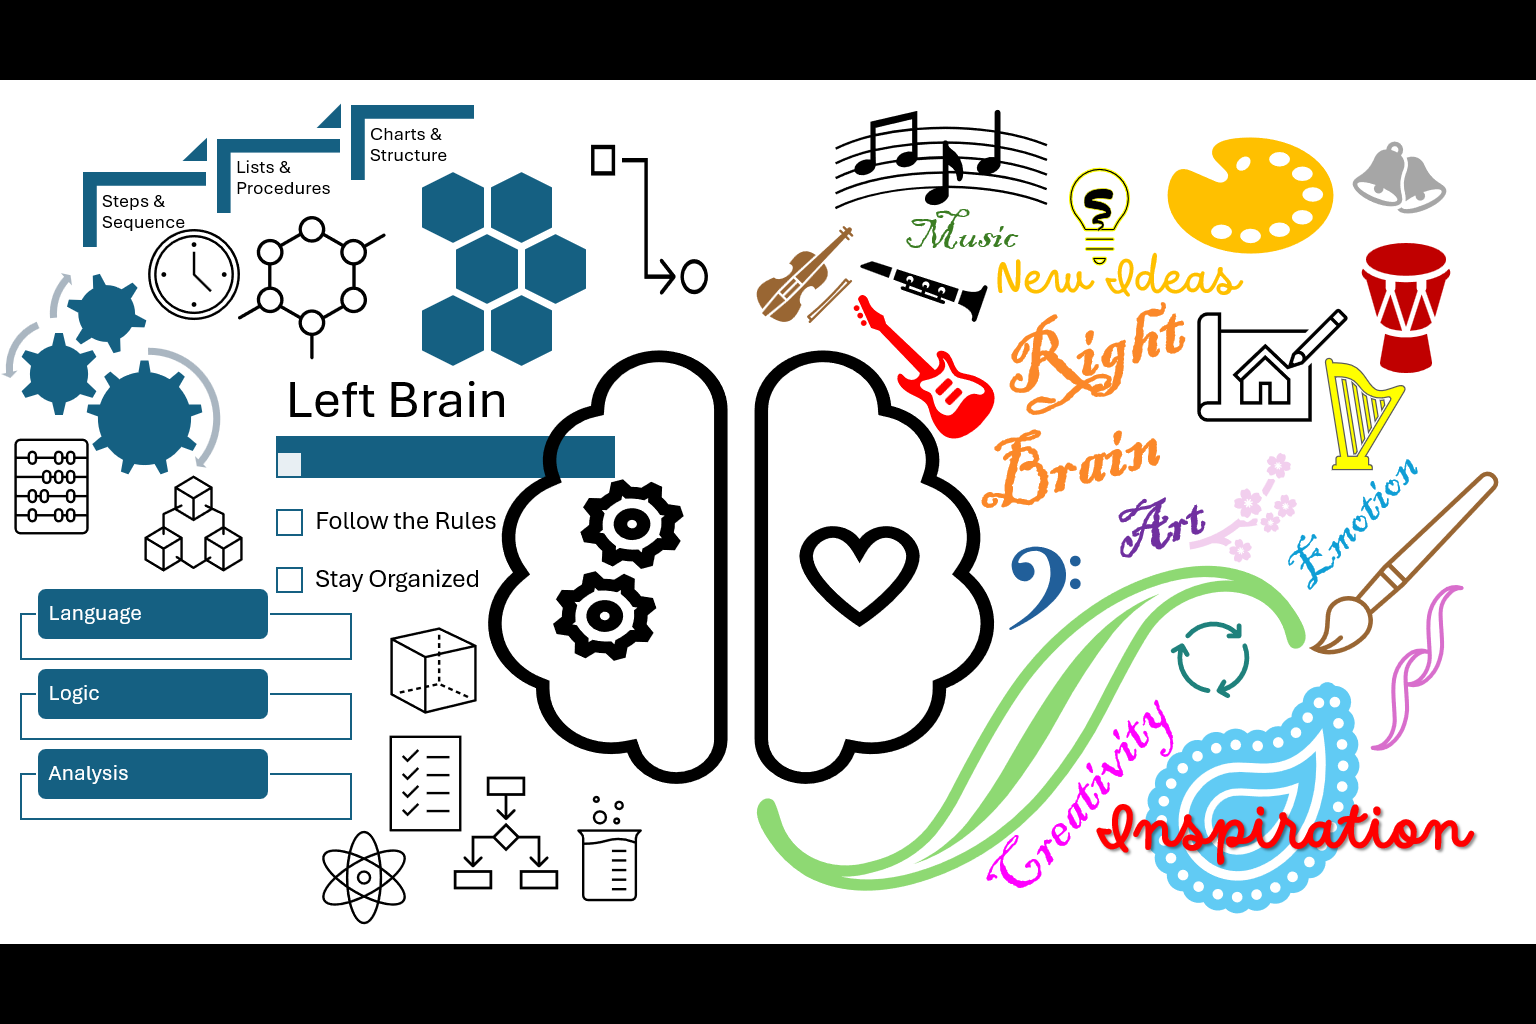 Steps &
Sequence
Lists &
Procedures
Charts &
Structure
Left Brain
Follow the Rules
Stay Organized
Language
Logic
Analysis
Music
New Ideas
Right
Brain
Art
Emotion
Creativity
Inspiration